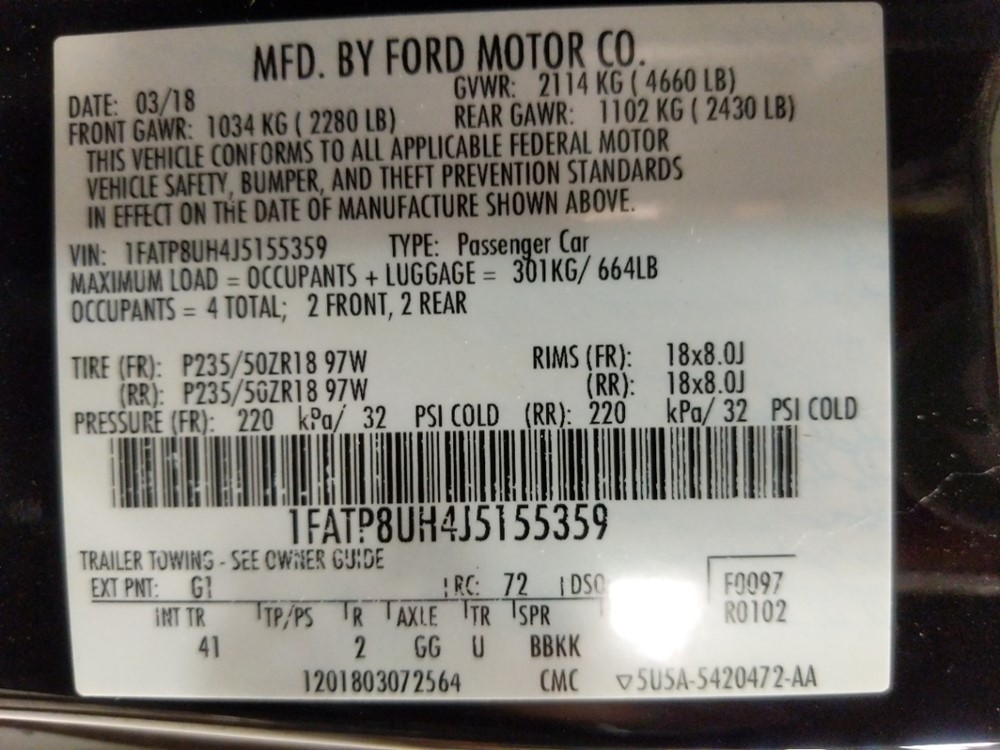 MFD. BY FORD MOTOR CO.
DATE: 03/18 GVWR: 2114 KG ( 4660 LB)
FRONT GAWR: 1034 KG ( 2280 LB) REAR GAWR: 1102 KG ( 2430 LB)
THIS VEHICLE CONFORMS TO ALL APPLICABLE FEDERAL MOTOR
VEHICLE SAFETY, BUMPER, AND THEFT PREVENTION STANDARDS
IN EFFECT ON THE DATE OF MANUFACTURE SHOWN ABOVE.
VIN: 1FATP8UH4J5155359 TYPE: Passenger Car
MAXIMUM LOAD = OCCUPANTS + LUGGAGE = 301KG/ 664LB
OCCUPANTS = 4 TOTAL; 2 FRONT, 2 REAR
TIRE (FR): P235/50ZR18 97W RIMS (FR): 18x8.0J
(RR): P235/50ZR18 97W (RR): 18x8.0J
PRESSURE (FR): 220 kPa/ 32 PSI COLD (RR): 220 kPa/ 32 PSI COLD
1FATP8UH4J5155359
TRAILER TOWING - SEE OWNER GUIDE
EXT PNT: G1 RC: 72 DSO F0097
INT TR TP/PS R AXLE TR SPR R0102
41 2 GG U BBKK
1201803072564 CMC ▽5U5A-5420472-AA